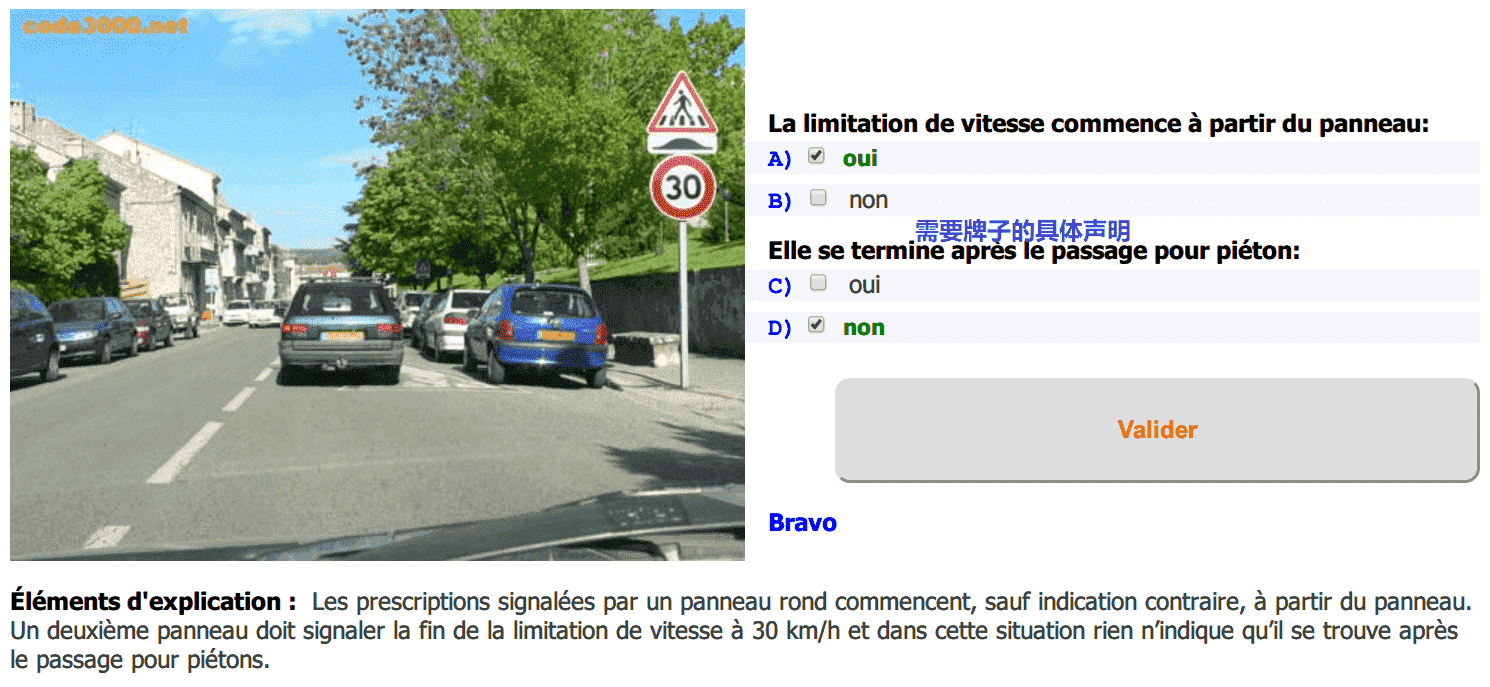 code3000.net
30
La limitation de vitesse commence à partir du panneau:
A) oui
B) non
需要牌子的具体声明
Elle se termine après le passage pour piéton:
C) oui
D) non
Valider
Bravo
Éléments d'explication : Les prescriptions signalées par un panneau rond commencent, sauf indication contraire, à partir du panneau.
Un deuxième panneau doit signaler la fin de la limitation de vitesse à 30 km/h et dans cette situation rien n’indique qu’il se trouve après
le passage pour piétons.